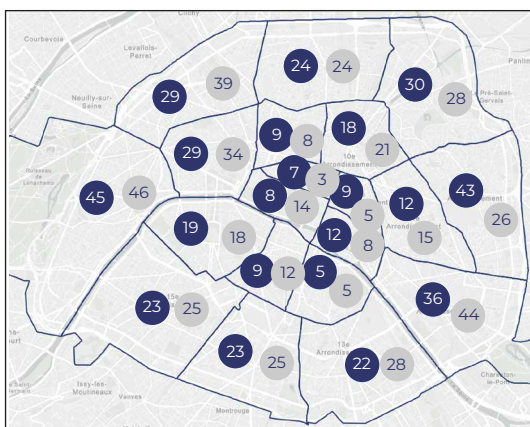 Courbevoie
Clichy
Levallois-
Perret
Neuilly-sur-
Seine
Pantin
Le Pré-Saint-
Gervais
24 24
39
29
30
28
9 8
18
21
10e
Arrondissement
29 34
7 3
8 14
9 5
12
15
43
26
45 46
19 18
12 8
9 12
5 5
36 44
15e
23 25
23 25
13e
Arrondissement
22 28
Issy-les-
Moulineaux
Vanves
Montrouge
Charenton-
le-Pont